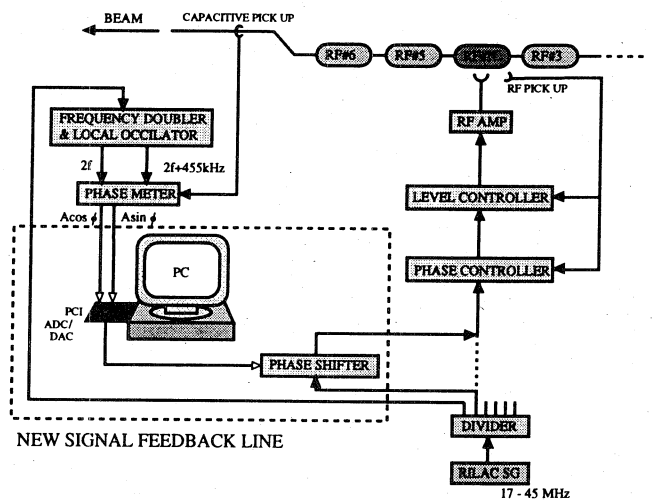 BEAM
CAPACITIVE PICK UP
RF#6
RF#5
RF#3
RF PICK UP
FREQUENCY DOUBLER
& LOCAL OCCILATOR
RF AMP
2f
2f+455kHz
PHASE METER
LEVEL CONTROLLER
Acos ϕ
Asin ϕ
PC
PHASE CONTROLLER
PCI
ADC/
DAC
PHASE SHIFTER
DIVIDER
NEW SIGNAL FEEDBACK LINE
RILAC SG
17 - 45 MHz